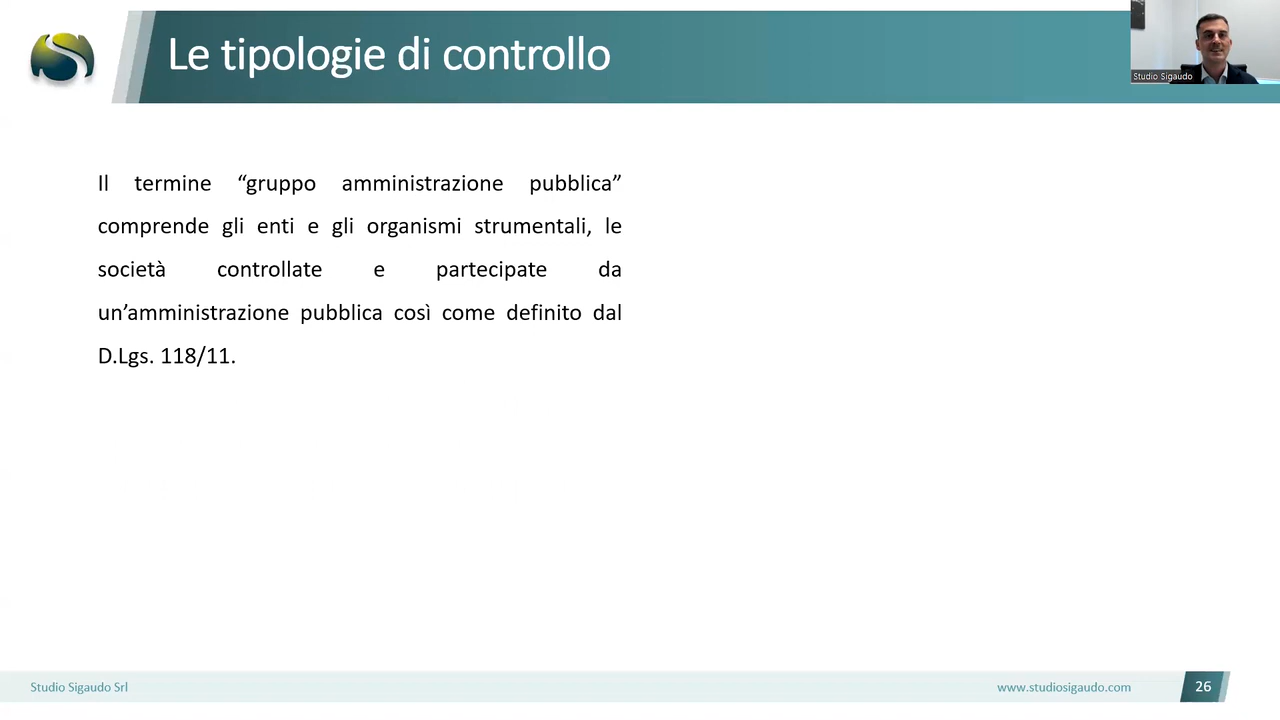 Le tipologie di controllo
Studio Sigaudo
Il termine “gruppo amministrazione pubblica”
comprende gli enti e gli organismi strumentali, le
società controllate e partecipate da
un’amministrazione pubblica così come definito dal
D.Lgs. 118/11.
Studio Sigaudo Srl
www.studiosigaudo.com
26